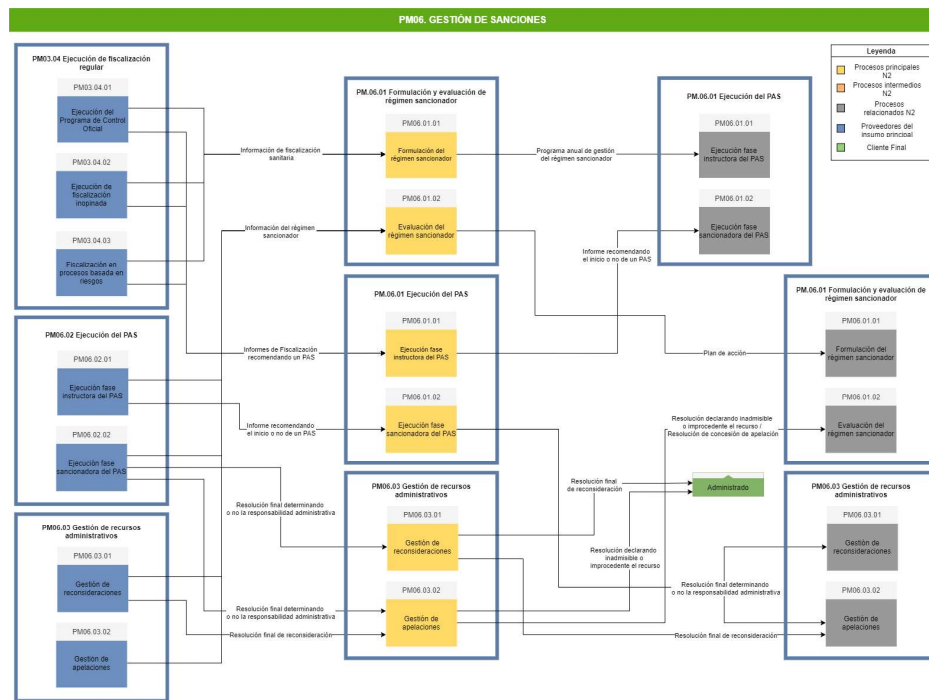 PM06. GESTIÓN DE SANCIONES
PM03.04 Ejecución de fiscalización
regular
PM03.04.01
Ejecución del
Programa de Control
Oficial
PM03.04.02
Ejecución de
fiscalización
inopinada
PM03.04.03
Fiscalización en
procesos basada en
riesgos
PM06.02 Ejecución del PAS
PM06.02.01
Ejecución fase
instructora del PAS
PM06.02.02
Ejecución fase
sancionadora del PAS
PM06.03 Gestión de recursos
administrativos
PM06.03.01
Gestión de
reconsideraciones
PM06.03.02
Gestion de
apelaciones
Información de fiscalización
sanitaria
Información del régimen
sancionador
Informes de Fiscalización
recomendando un PAS
Informe recomendando
el inicio o no de un PAS
Resolución final determinando
o no la responsabilidad administrativa
Resolución final determinando
o no la responsabilidad administrativa
Resolución final de reconsideración
PM.06.01 Formulación y evaluación de
régimen sancionador
PM06.01.01
Formulación del
régimen sancionador
PM06.01.02
Evaluación del
régimen sancionador
PM.06.01 Ejecución del PAS
PM06.01.01
Ejecución fase
instructora del PAS
PM06.01.02
Ejecución fase
sancionadora del PAS
PM06.03 Gestión de recursos
administrativos
PM06.03.01
Gestión de
reconsideraciones
PM06.03.02
Gestión de
apelaciones
Programa anual de gestión
del régimen sancionador
Informe recomendando
el inicio o no de un PAS
Plan de acción
Resolución declarando inadmisible
o improcedente el recurso /
Resolución de concesión de apelación
Resolución final
de reconsideración
Resolución declarando
inadmisible o
improcedente el recurso
Resolución final determinando
o no la responsabilidad administrativa
Resolución final de reconsideración
PM.06.01 Ejecución del PAS
PM06.01.01
Ejecución fase
instructora del PAS
PM06.01.02
Ejecución fase
sancionadora del PAS
Administrado
Leyenda
Procesos principales
N2
Procesos intermedios
N2
Procesos
relacionados N2
Proveedores del
insumo principal
Cliente Final
PM.06.01 Formulación y evaluación de
régimen sancionador
PM06.01.01
Formulación del
régimen sancionador
PM06.01.02
Evaluación del
régimen sancionador
PM06.03 Gestión de recursos
administrativos
PM06.03.01
Gestión de
reconsideraciones
PM06.03.02
Gestión de
apelaciones